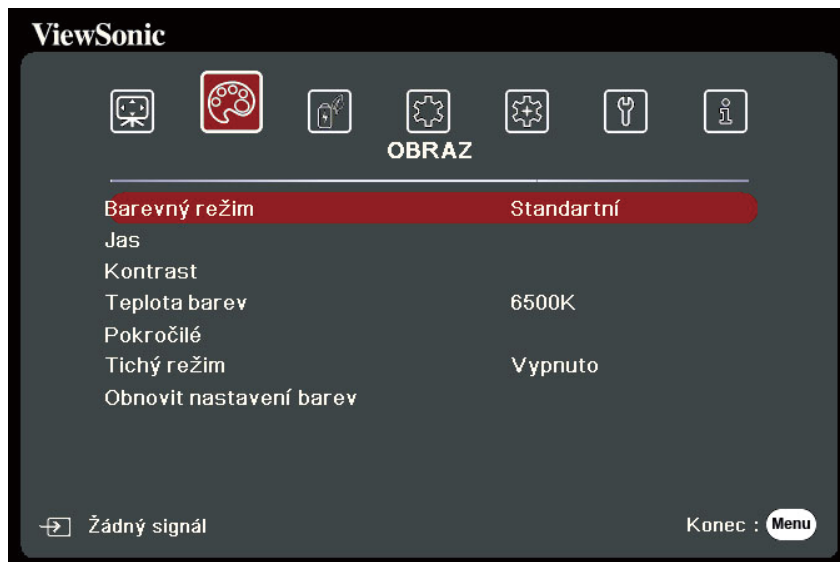 ViewSonic
OBRAZ
Barevný režim Standartní
Jas
Kontrast
Teplota barev 6500K
Pokročilé
Tichý režim Vypnuto
Obnovit nastavení barev
Žádný signál Konec : Menu